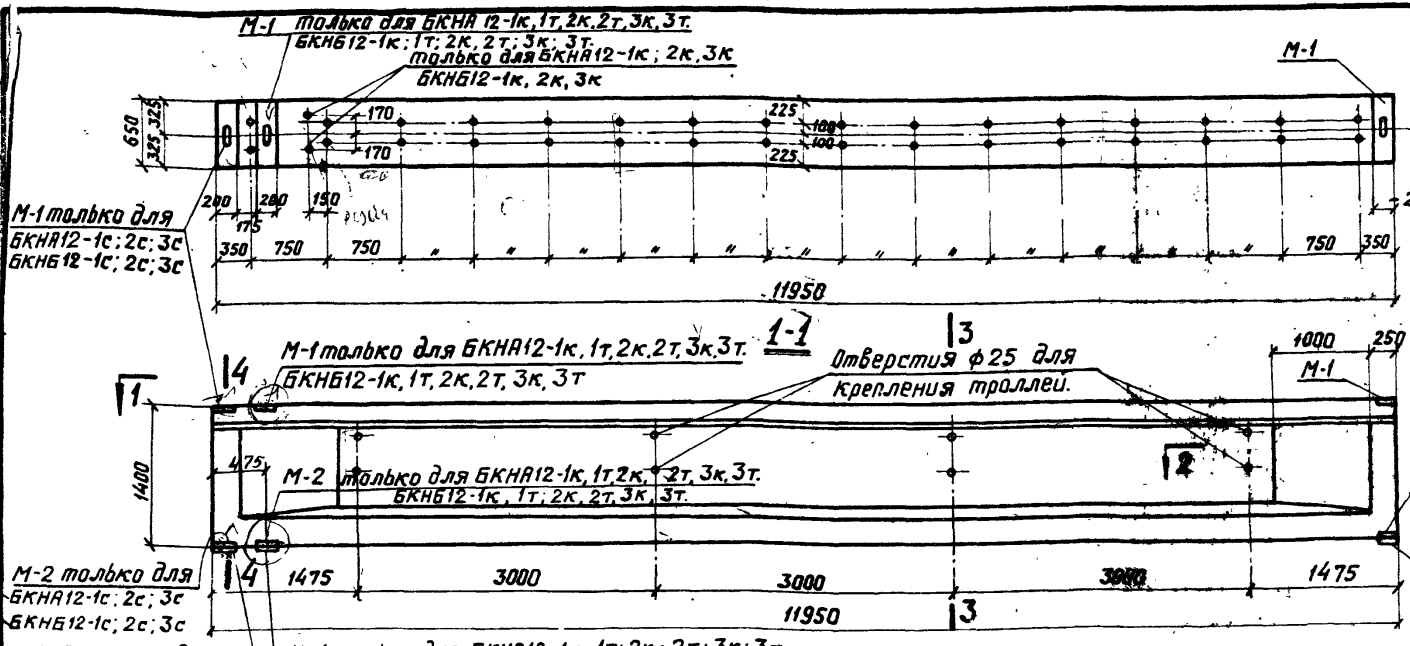 М-1 только для БКНА 12-1к, 1т, 2к, 2т, 3к, 3т.
БКНБ12-1к; 1т; 2к, 2т; 3к; 3т.
только для БКНА12-1к; 2к, 3к
БКНБ12-1к, 2к, 3к
М-1
650
325 325
170
170
225
100
100
225
200
175
200
150
М-1 только для
БКНА12-1с; 2с; 3с
БКНБ12-1с; 2с; 3с
350 750 750 " " " " " " " " " " " " 750 350
11950
1-1
3
М-1 только для БКНА12-1к, 1т, 2к, 2т, 3к, 3т.
БКНБ12-1к, 1т, 2к, 2т, 3к, 3т
Отверстия ф25 для
крепления троллей.
1000 250
М-1
1
4
1400
475
М-2 только для БКНА12-1к, 1т, 2к, 2т, 3к, 3т.
БКНБ12-1к, 1т; 2к, 2т, 3к, 3т.
2
М-2 только для
БКНА12-1с; 2с; 3с
БКНБ12-1с; 2с; 3с
4
1475 3000 3000 3000 1475
11950
3